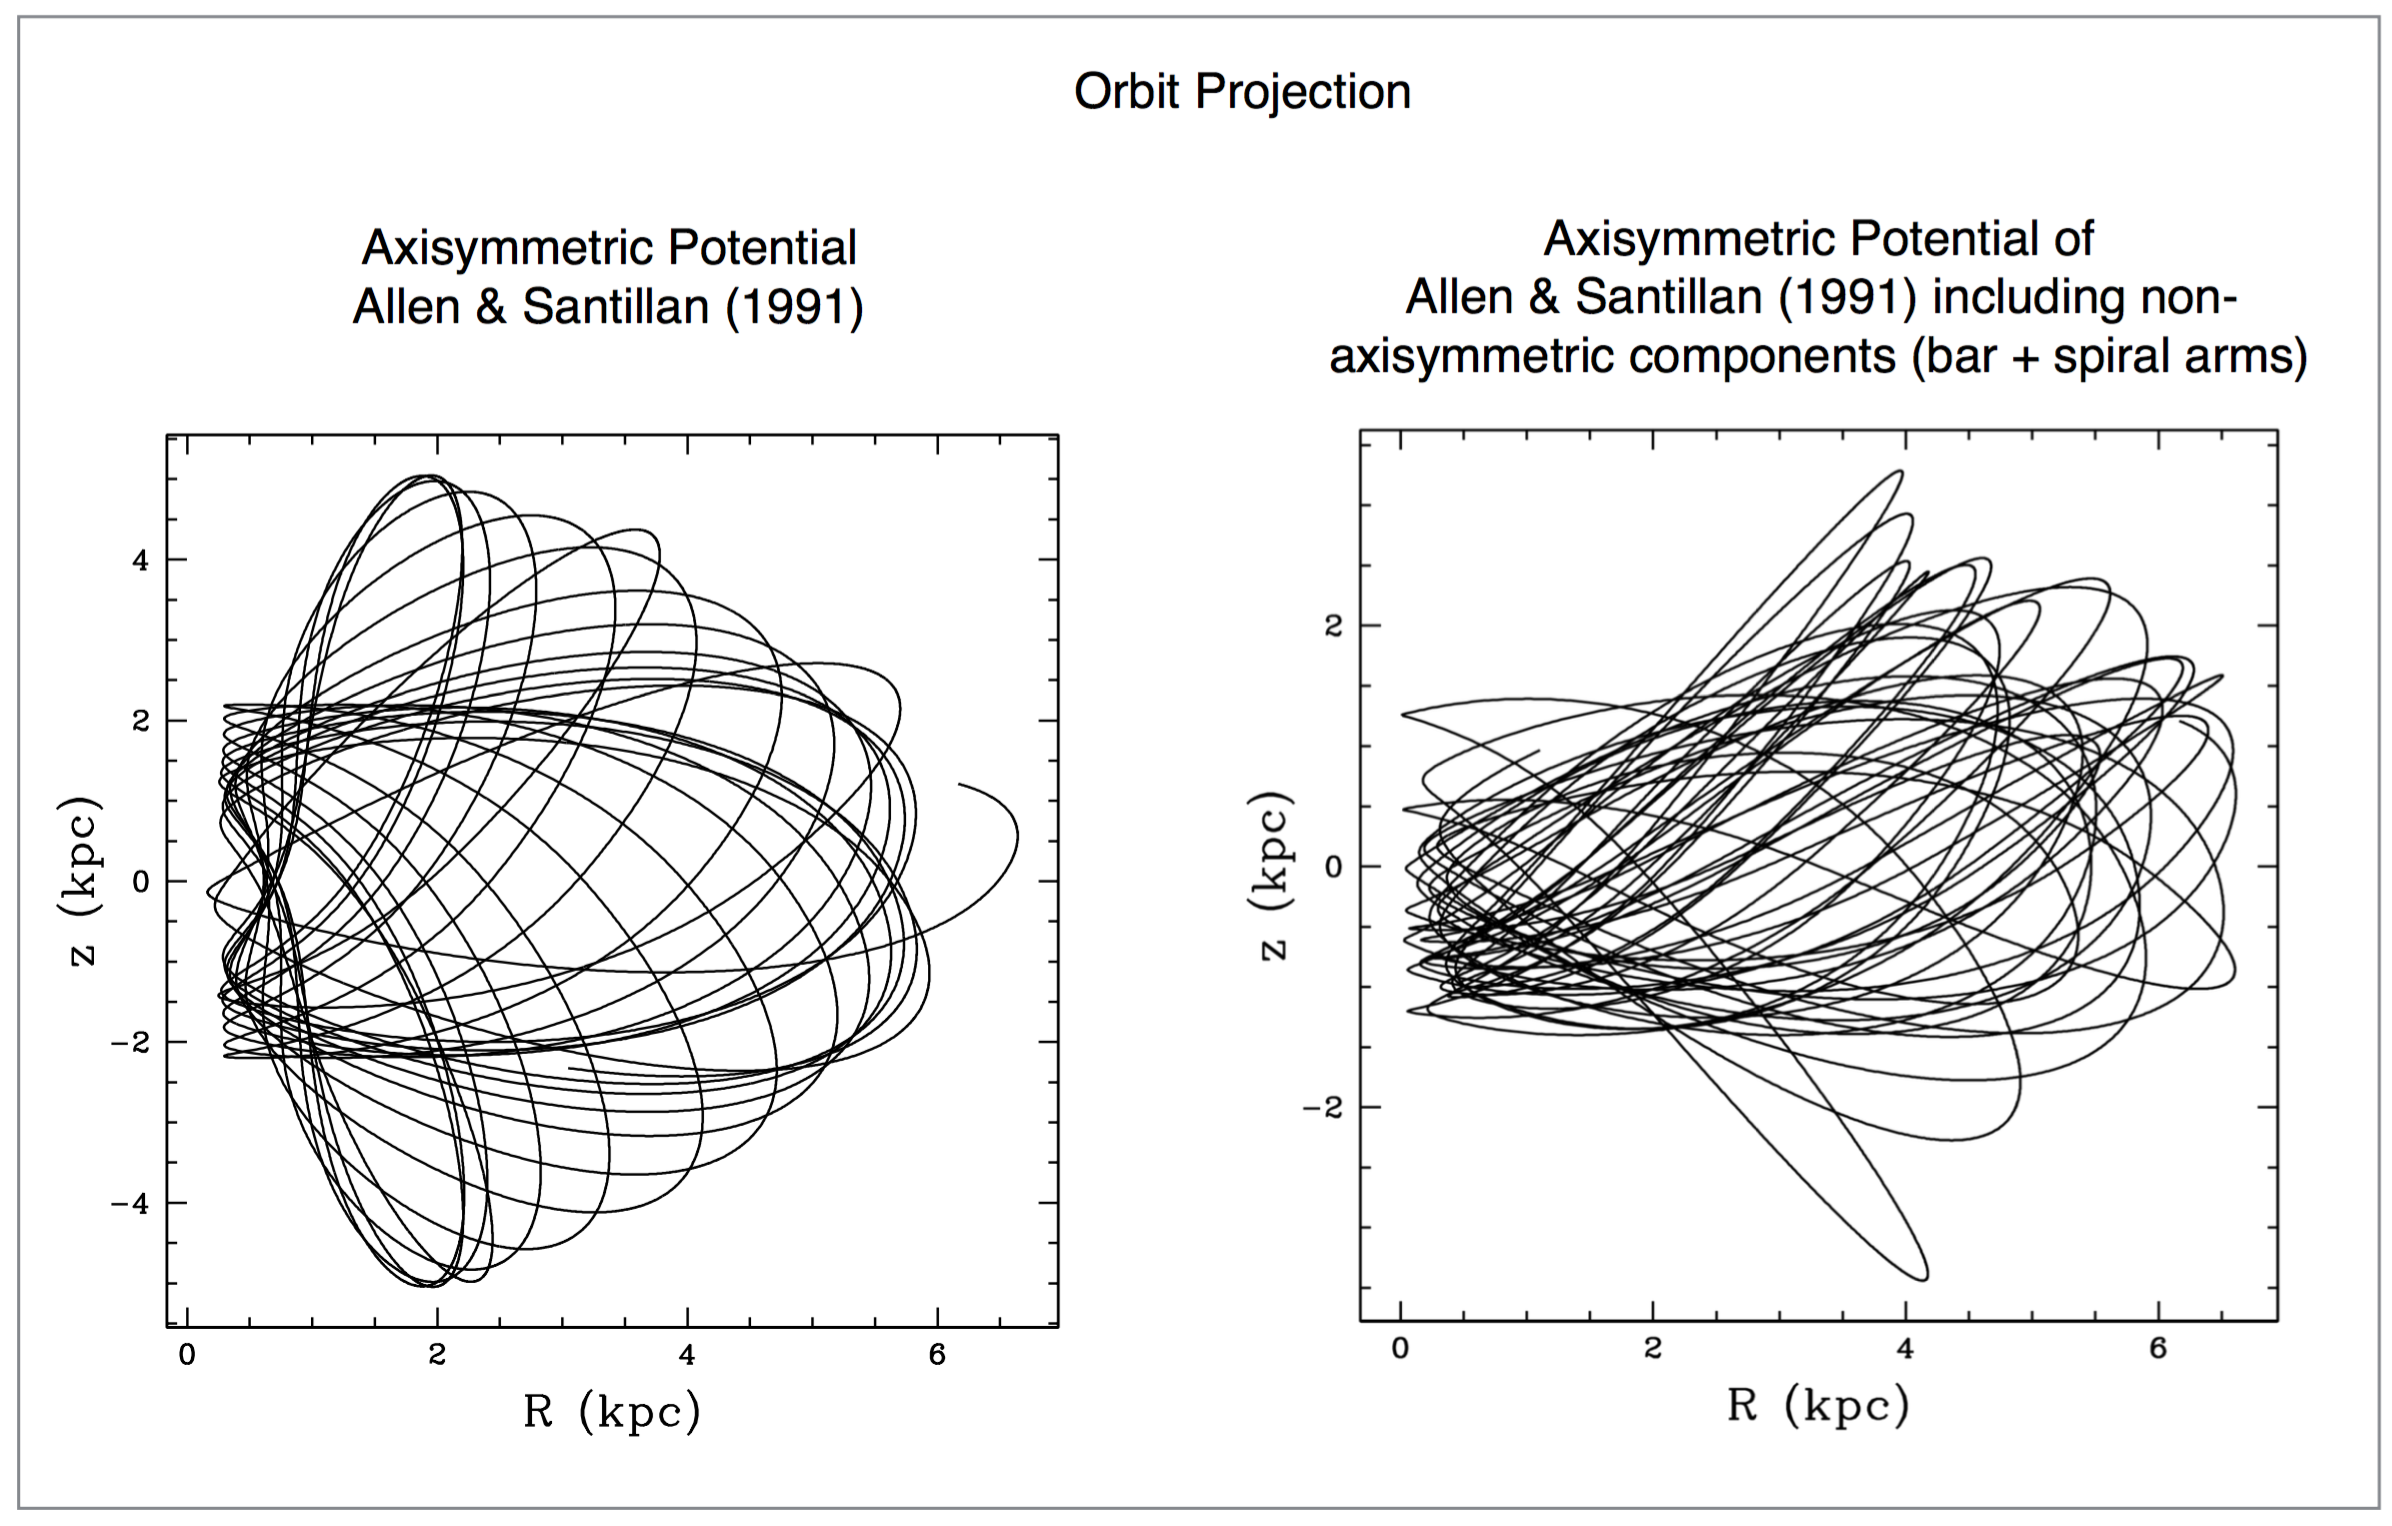 Orbit Projection
Axisymmetric Potential
Allen & Santillan (1991)
Axisymmetric Potential of
Allen & Santillan (1991) including non-
axisymmetric components (bar + spiral arms)
4
2
0
−2
−4
z (kpc)
0 2 4 6
R (kpc)
2
0
−2
z (kpc)
0 2 4 6
R (kpc)